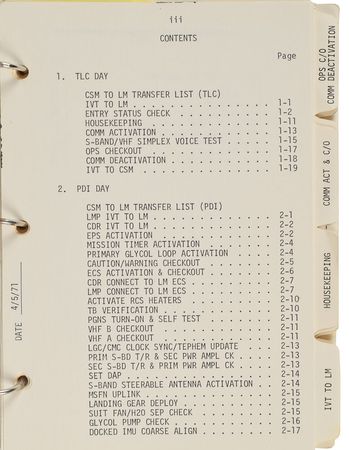 iii
CONTENTS
Page
1. TLC DAY
CSM TO LM TRANSFER LIST (TLC)
IVT TO LM . . . . . . . . . . . . . . 1-1
ENTRY STATUS CHECK . . . . . . . . . . 1-2
HOUSEKEEPING . . . . . . . . . . . . . 1-11
COMM ACTIVATION . . . . . . . . . . . 1-13
S-BAND/VHF SIMPLEX VOICE TEST . . . . 1-15
OPS CHECKOUT . . . . . . . . . . . . . 1-17
COMM DEACTIVATION . . . . . . . . . . 1-18
IVT TO CSM . . . . . . . . . . . . . . 1-19
2. PDI DAY
CSM TO LM TRANSFER LIST (PDI)
LMP IVT TO LM . . . . . . . . . . . . 2-1
CDR IVT TO LM . . . . . . . . . . . . 2-2
EPS ACTIVATION . . . . . . . . . . . . 2-2
MISSION TIMER ACTIVATION . . . . . . . 2-4
PRIMARY GLYCOL LOOP ACTIVATION . . . . 2-4
CAUTION/WARNING CHECKOUT . . . . . . . 2-5
ECS ACTIVATION & CHECKOUT . . . . . . 2-6
CDR CONNECT TO LM ECS . . . . . . . . 2-7
LMP CONNECT TO LM ECS . . . . . . . . 2-7
ACTIVATE RCS HEATERS . . . . . . . . . 2-10
TB VERIFICATION . . . . . . . . . . . 2-10
PGNS TURN-ON & SELF TEST . . . . . . . 2-11
VHF B CHECKOUT . . . . . . . . . . . . 2-11
VHF A CHECKOUT . . . . . . . . . . . . 2-11
LGC/CMC CLOCK SYNC/TEPHEM UPDATE . . . 2-13
PRIM S-BD T/R & SEC PWR AMPL CK . . . 2-13
SEC S-BD T/R & PRIM PWR AMPL CK . . . 2-13
SET DAP . . . . . . . . . . . . . . . 2-14
S-BAND STEERABLE ANTENNA ACTIVATION . . 2-14
MSFN UPLINK . . . . . . . . . . . . . 2-15
LANDING GEAR DEPLOY . . . . . . . . . 2-15
SUIT FAN/H2O SEP CHECK . . . . . . . . 2-15
GLYCOL PUMP CHECK . . . . . . . . . . 2-16
DOCKED IMU COARSE ALIGN . . . . . . . 2-17
DATE 4/5/71
OPS C/O
COMM DEACTIVATION
COMM ACT & C/O
HOUSEKEEPING
IVT TO LM